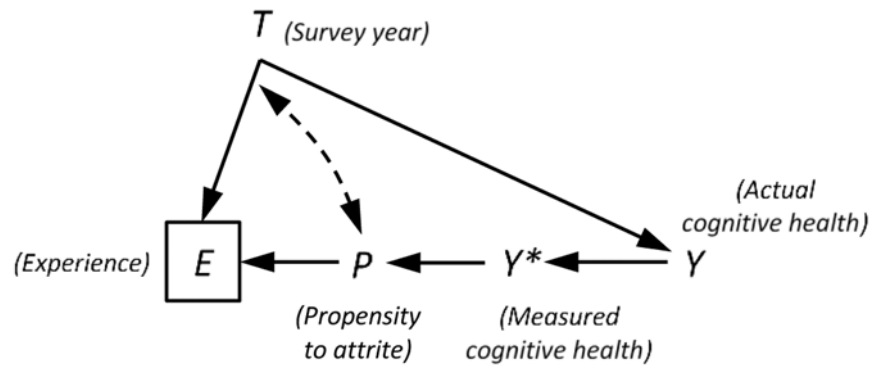 T (Survey year)
(Actual
cognitive health)
(Experience) E P Y* Y
(Propensity
to attrite)
(Measured
cognitive health)